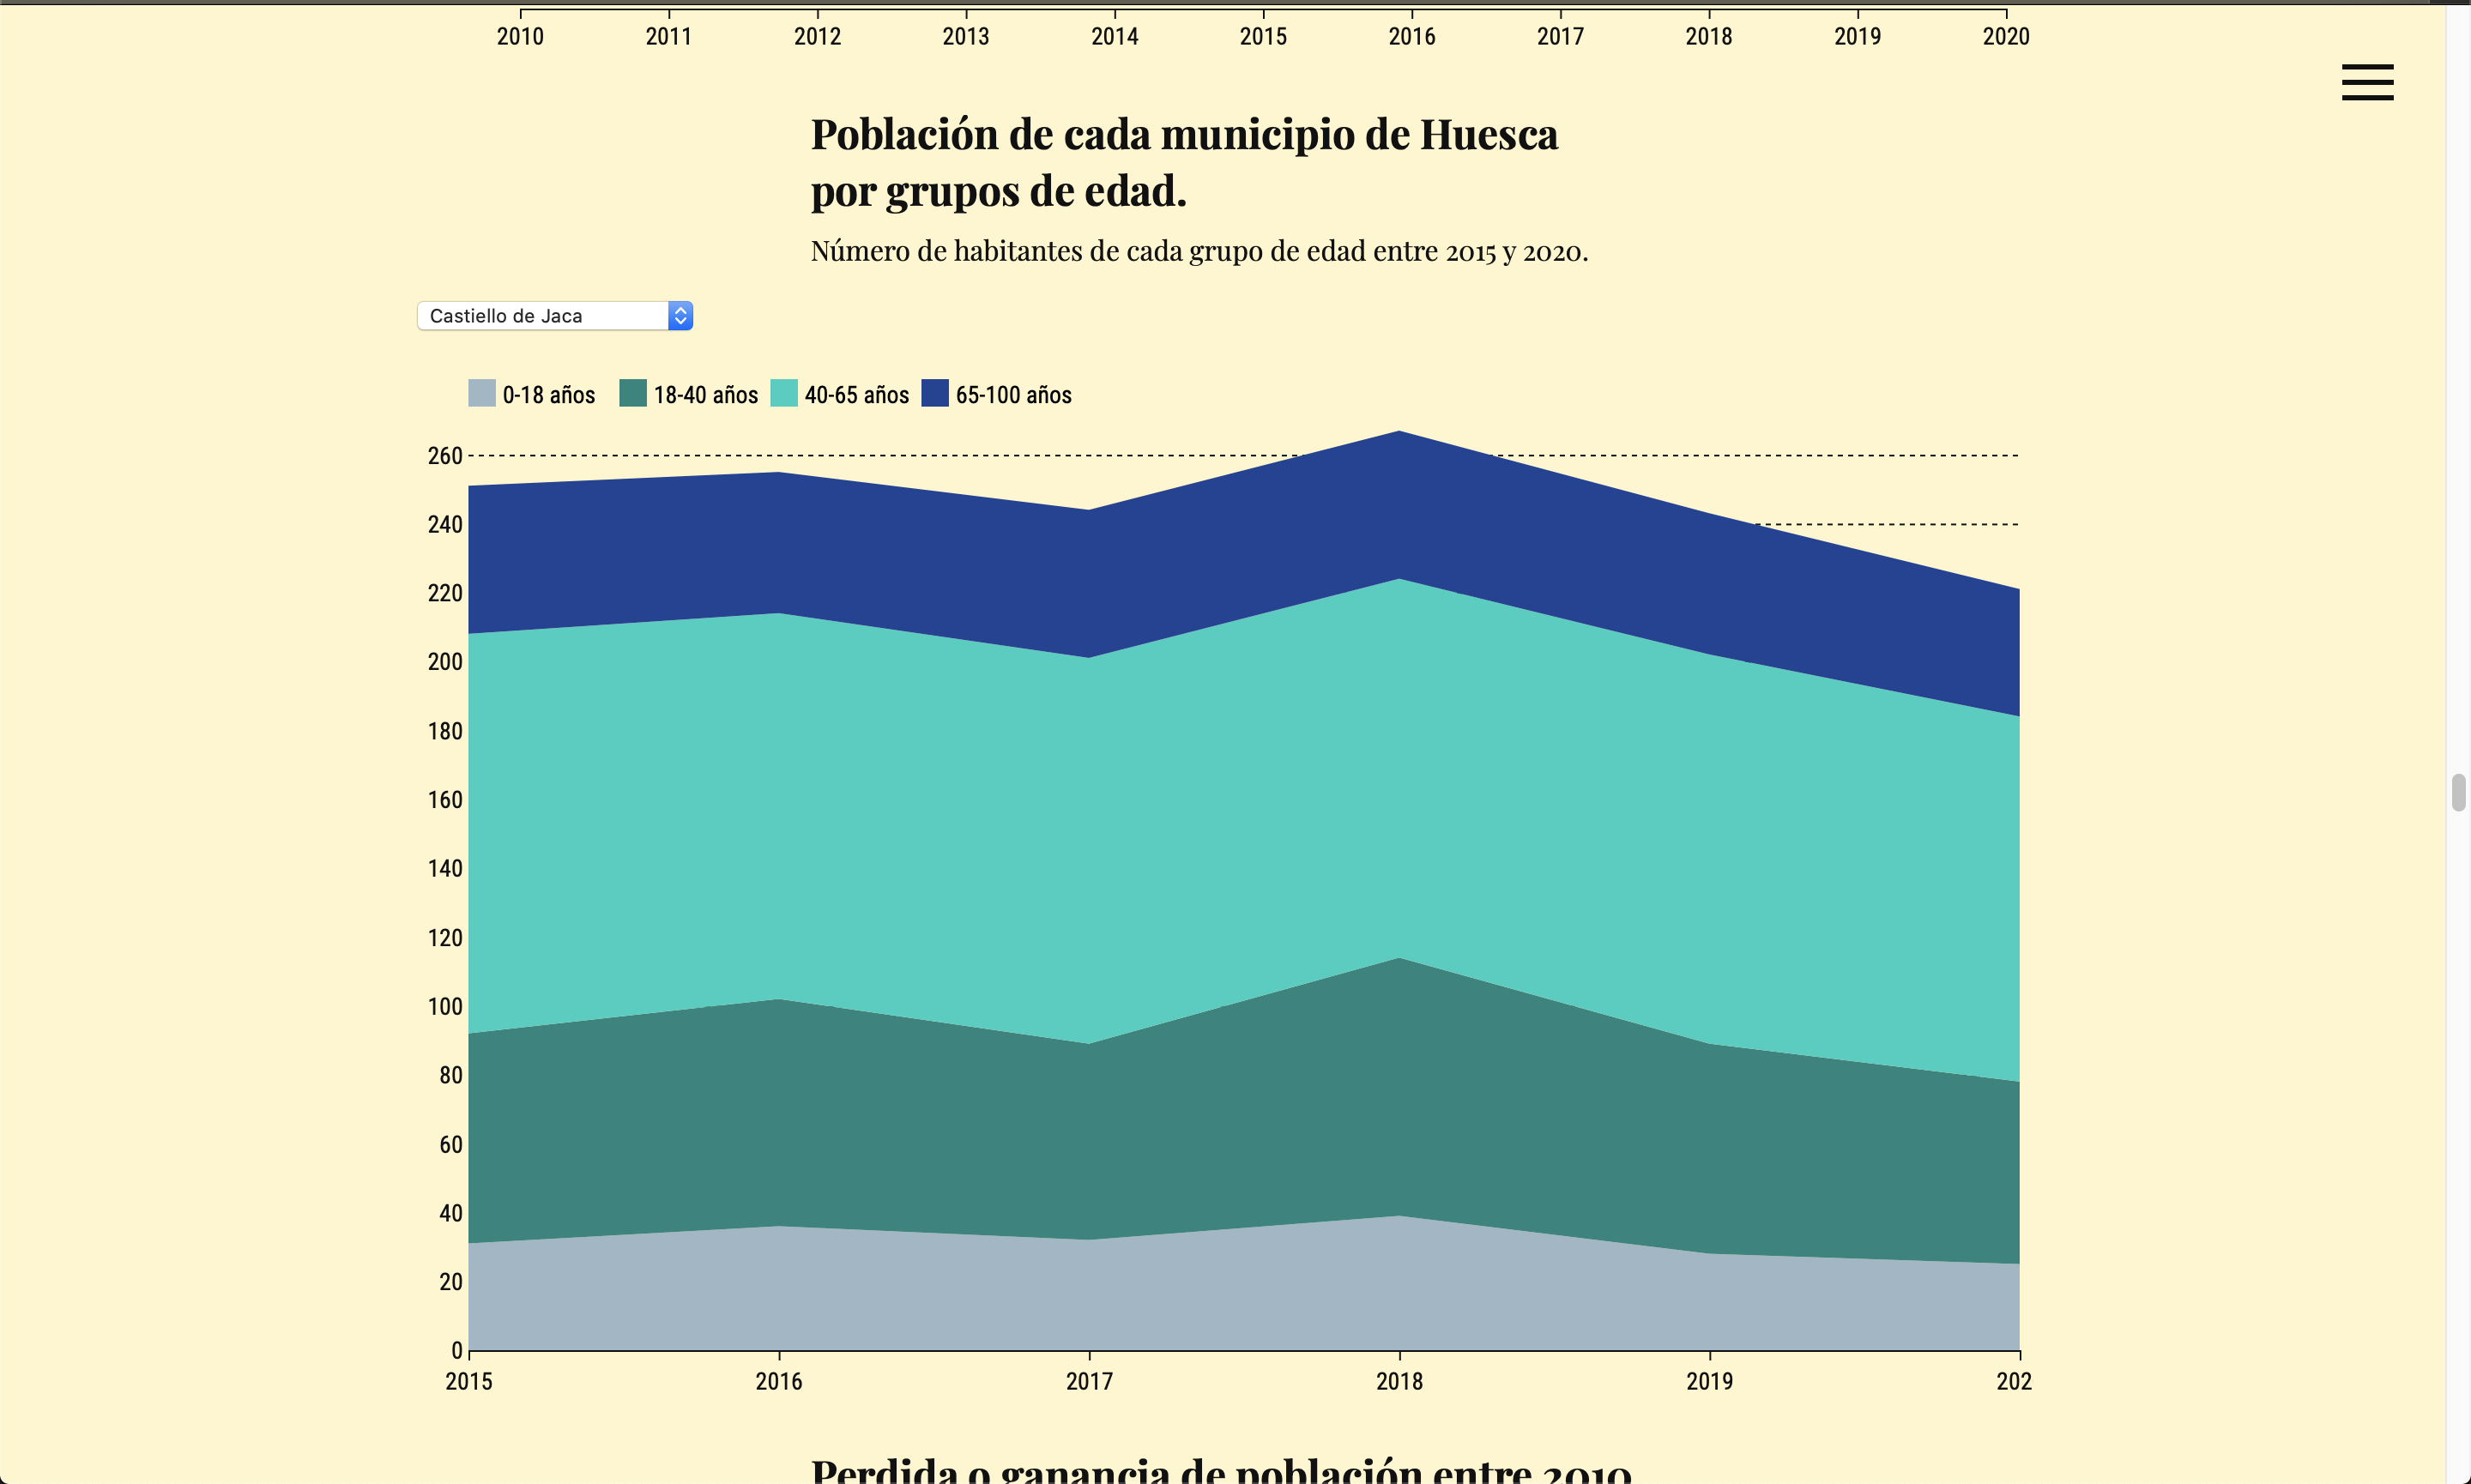 2010 2011 2012 2013 2014 2015 2016 2017 2018 2019 2020
Población de cada municipio de Huesca
por grupos de edad.
Número de habitantes de cada grupo de edad entre 2015 y 2020.
Castiello de Jaca
0-18 años 18-40 años 40-65 años 65-100 años
260
240
220
200
180
160
140
120
100
80
60
40
20
0
2015 2016 2017 2018 2019 202
Perdida o ganancia de población entre 2010